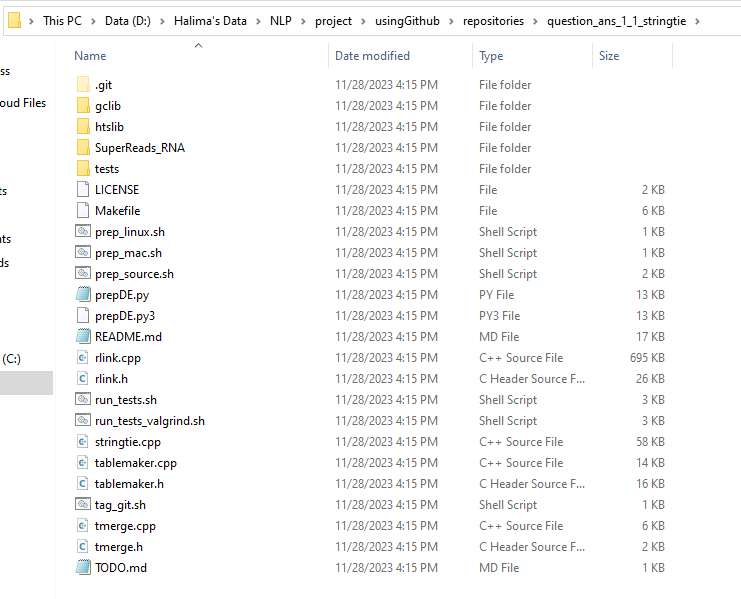 This PC > Data (D:) > Halima's Data > NLP > project > usingGithub > repositories > question_ans_1_1_stringtie >
Name Date modified Type Size
.git 11/28/2023 4:15 PM File folder
gclib 11/28/2023 4:15 PM File folder
htslib 11/28/2023 4:15 PM File folder
SuperReads_RNA 11/28/2023 4:15 PM File folder
tests 11/28/2023 4:15 PM File folder
LICENSE 11/28/2023 4:15 PM File 2 KB
Makefile 11/28/2023 4:15 PM File 6 KB
prep_linux.sh 11/28/2023 4:15 PM Shell Script 1 KB
prep_mac.sh 11/28/2023 4:15 PM Shell Script 1 KB
prep_source.sh 11/28/2023 4:15 PM Shell Script 2 KB
prepDE.py 11/28/2023 4:15 PM PY File 13 KB
prepDE.py3 11/28/2023 4:15 PM PY3 File 13 KB
README.md 11/28/2023 4:15 PM MD File 17 KB
rlink.cpp 11/28/2023 4:15 PM C++ Source File 695 KB
rlink.h 11/28/2023 4:15 PM C Header Source F... 26 KB
run_tests.sh 11/28/2023 4:15 PM Shell Script 3 KB
run_tests_valgrind.sh 11/28/2023 4:15 PM Shell Script 3 KB
stringtie.cpp 11/28/2023 4:15 PM C++ Source File 58 KB
tablemaker.cpp 11/28/2023 4:15 PM C++ Source File 14 KB
tablemaker.h 11/28/2023 4:15 PM C Header Source F... 16 KB
tag_git.sh 11/28/2023 4:15 PM Shell Script 1 KB
tmerge.cpp 11/28/2023 4:15 PM C++ Source File 6 KB
tmerge.h 11/28/2023 4:15 PM C Header Source F... 2 KB
TODO.md 11/28/2023 4:15 PM MD File 1 KB
ss
oud Files
ts
nts
ds
(C:)